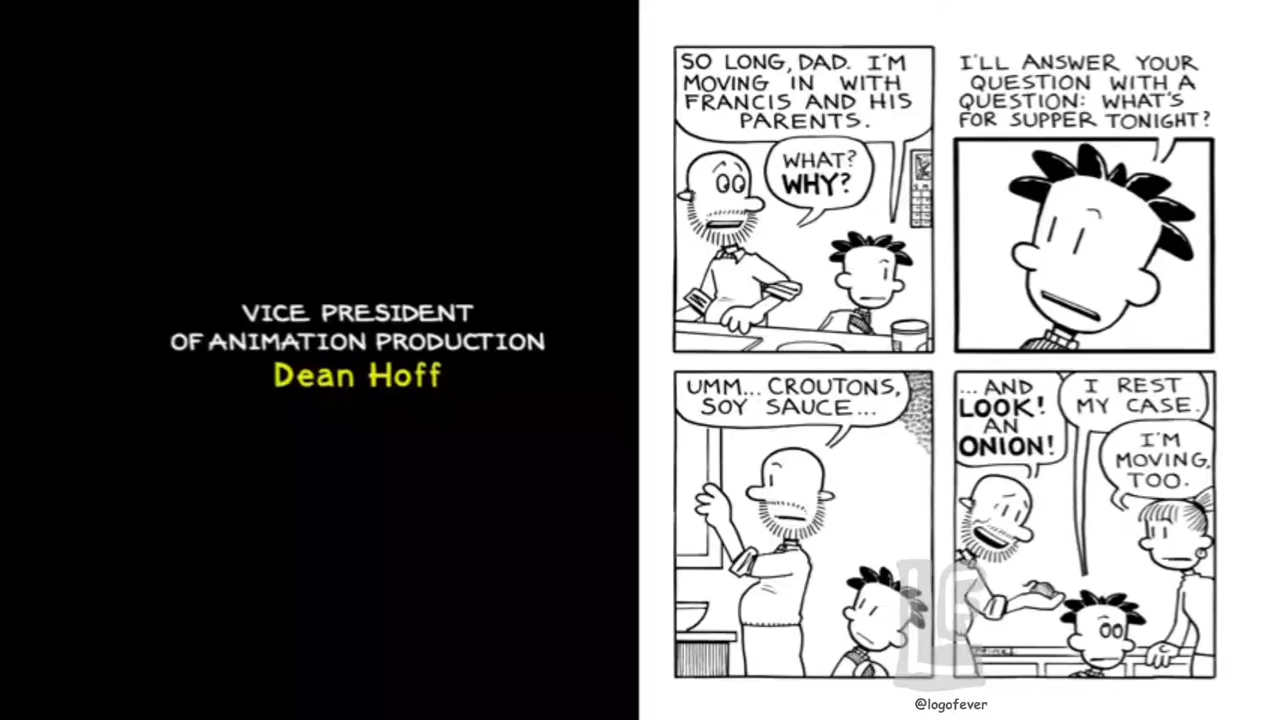 VICE PRESIDENT
OF ANIMATION PRODUCTION
Dean Hoff
SO LONG, DAD. I'M
MOVING IN WITH
FRANCIS AND HIS
PARENTS.
WHAT?
WHY?
I'LL ANSWER YOUR
QUESTION WITH A
QUESTION: WHAT'S
FOR SUPPER TONIGHT?
UMM... CROUTONS,
SOY SAUCE...
...AND
LOOK!
AN
ONION!
I REST
MY CASE.
I'M
MOVING,
TOO.
@logofever